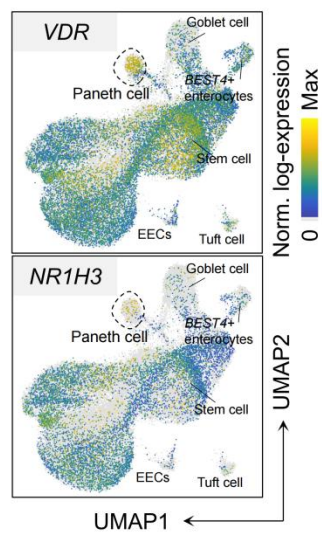 VDR
Goblet cell
Paneth cell
BEST4+
enterocytes
Stem cell
EECs
Tuft cell
Norm. log-expression
0
Max
NR1H3
Goblet cell
Paneth cell
BEST4+
enterocytes
Stem cell
EECs
Tuft cell
UMAP2
UMAP1